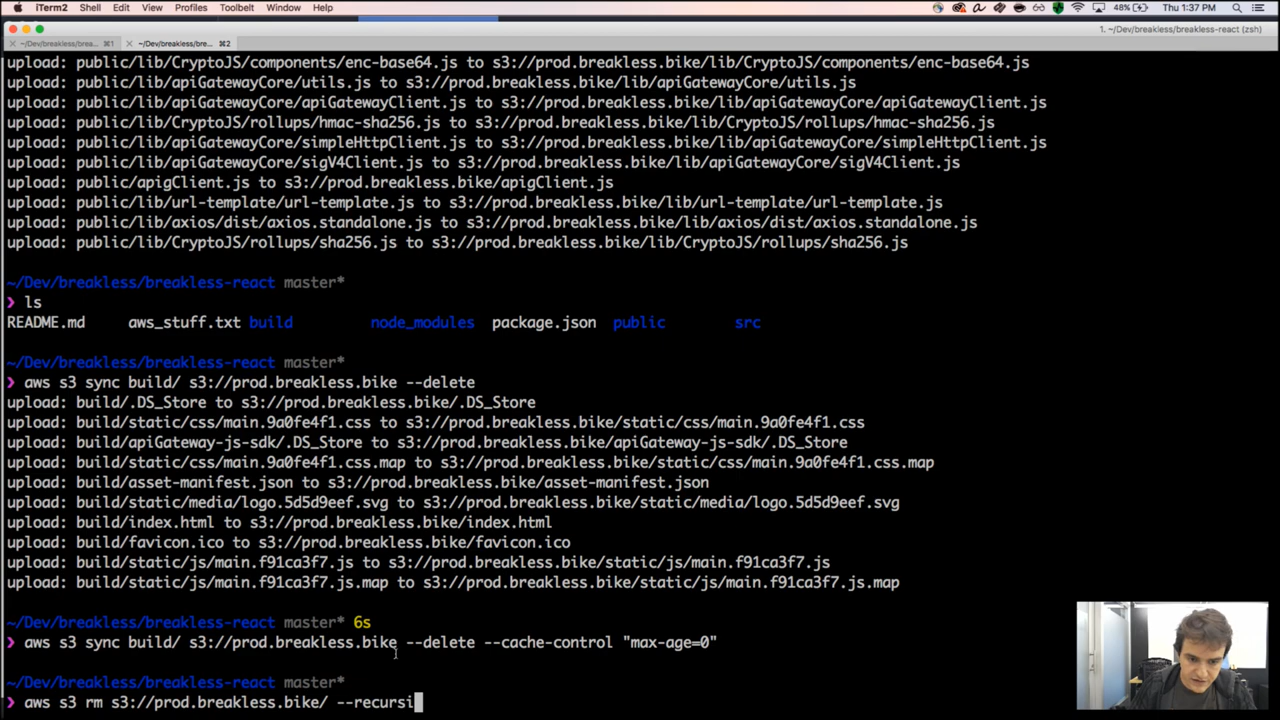 iTerm2 Shell Edit View Profiles Toolbelt Window Help 48% Thu 1:37 PM
1. ~/Dev/breakless/breakless-react (zsh)
~/Dev/breakless/brea... ⌘1 ~/Dev/breakless/bre... ⌘2
upload: public/lib/CryptoJS/components/enc-base64.js to s3://prod.breakless.bike/lib/CryptoJS/components/enc-base64.js
upload: public/lib/apiGatewayCore/utils.js to s3://prod.breakless.bike/lib/apiGatewayCore/utils.js
upload: public/lib/apiGatewayCore/apiGatewayClient.js to s3://prod.breakless.bike/lib/apiGatewayCore/apiGatewayClient.js
upload: public/lib/CryptoJS/rollups/hmac-sha256.js to s3://prod.breakless.bike/lib/CryptoJS/rollups/hmac-sha256.js
upload: public/lib/apiGatewayCore/simpleHttpClient.js to s3://prod.breakless.bike/lib/apiGatewayCore/simpleHttpClient.js
upload: public/lib/apiGatewayCore/sigV4Client.js to s3://prod.breakless.bike/lib/apiGatewayCore/sigV4Client.js
upload: public/apigClient.js to s3://prod.breakless.bike/apigClient.js
upload: public/lib/url-template/url-template.js to s3://prod.breakless.bike/lib/url-template/url-template.js
upload: public/lib/axios/dist/axios.standalone.js to s3://prod.breakless.bike/lib/axios/dist/axios.standalone.js
upload: public/lib/CryptoJS/rollups/sha256.js to s3://prod.breakless.bike/lib/CryptoJS/rollups/sha256.js
~/Dev/breakless/breakless-react master*
❯ ls
README.md aws_stuff.txt build node_modules package.json public src
~/Dev/breakless/breakless-react master*
❯ aws s3 sync build/ s3://prod.breakless.bike --delete
upload: build/.DS_Store to s3://prod.breakless.bike/.DS_Store
upload: build/static/css/main.9a0fe4f1.css to s3://prod.breakless.bike/static/css/main.9a0fe4f1.css
upload: build/apiGateway-js-sdk/.DS_Store to s3://prod.breakless.bike/apiGateway-js-sdk/.DS_Store
upload: build/static/css/main.9a0fe4f1.css.map to s3://prod.breakless.bike/static/css/main.9a0fe4f1.css.map
upload: build/asset-manifest.json to s3://prod.breakless.bike/asset-manifest.json
upload: build/static/media/logo.5d5d9eef.svg to s3://prod.breakless.bike/static/media/logo.5d5d9eef.svg
upload: build/index.html to s3://prod.breakless.bike/index.html
upload: build/favicon.ico to s3://prod.breakless.bike/favicon.ico
upload: build/static/js/main.f91ca3f7.js to s3://prod.breakless.bike/static/js/main.f91ca3f7.js
upload: build/static/js/main.f91ca3f7.js.map to s3://prod.breakless.bike/static/js/main.f91ca3f7.js.map
~/Dev/breakless/breakless-react master* 6s
❯ aws s3 sync build/ s3://prod.breakless.bike --delete --cache-control "max-age=0"
~/Dev/breakless/breakless-react master*
❯ aws s3 rm s3://prod.breakless.bike/ --recursi